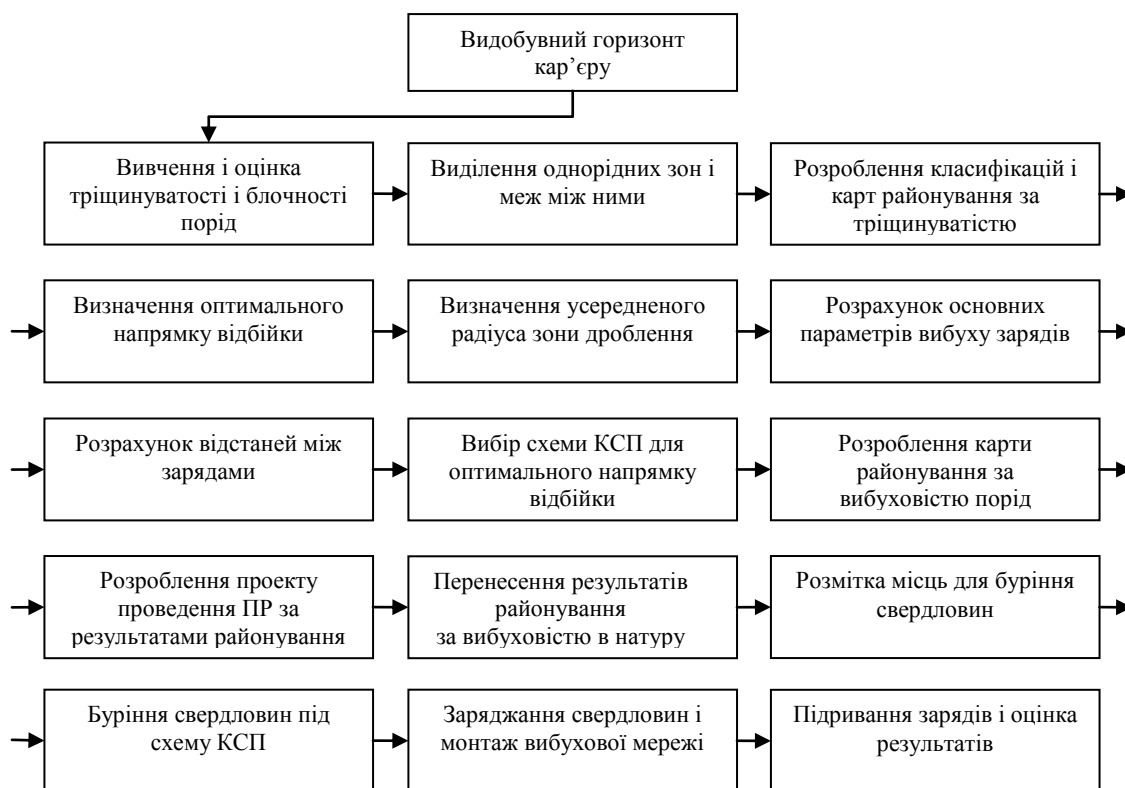 Видобувний горизонт
кар’єру
Вивчення і оцінка
тріщинуватості і блочності
порід
Виділення однорідних зон і
меж між ними
Розроблення класифікацій і
карт районування за
тріщинуватістю
Визначення оптимального
напрямку відбійки
Визначення усередненого
радіуса зони дроблення
Розрахунок основних
параметрів вибуху зарядів
Розрахунок відстаней між
зарядами
Вибір схеми КСП для
оптимального напрямку
відбійки
Розроблення карти
районування за
вибуховістю порід
Розроблення проекту
проведення ПР за
результатами районування
Перенесення результатів
районування
за вибуховістю в натуру
Розмітка місць для буріння
свердловин
Буріння свердловин під
схему КСП
Заряджання свердловин і
монтаж вибухової мережі
Підривання зарядів і оцінка
результатів